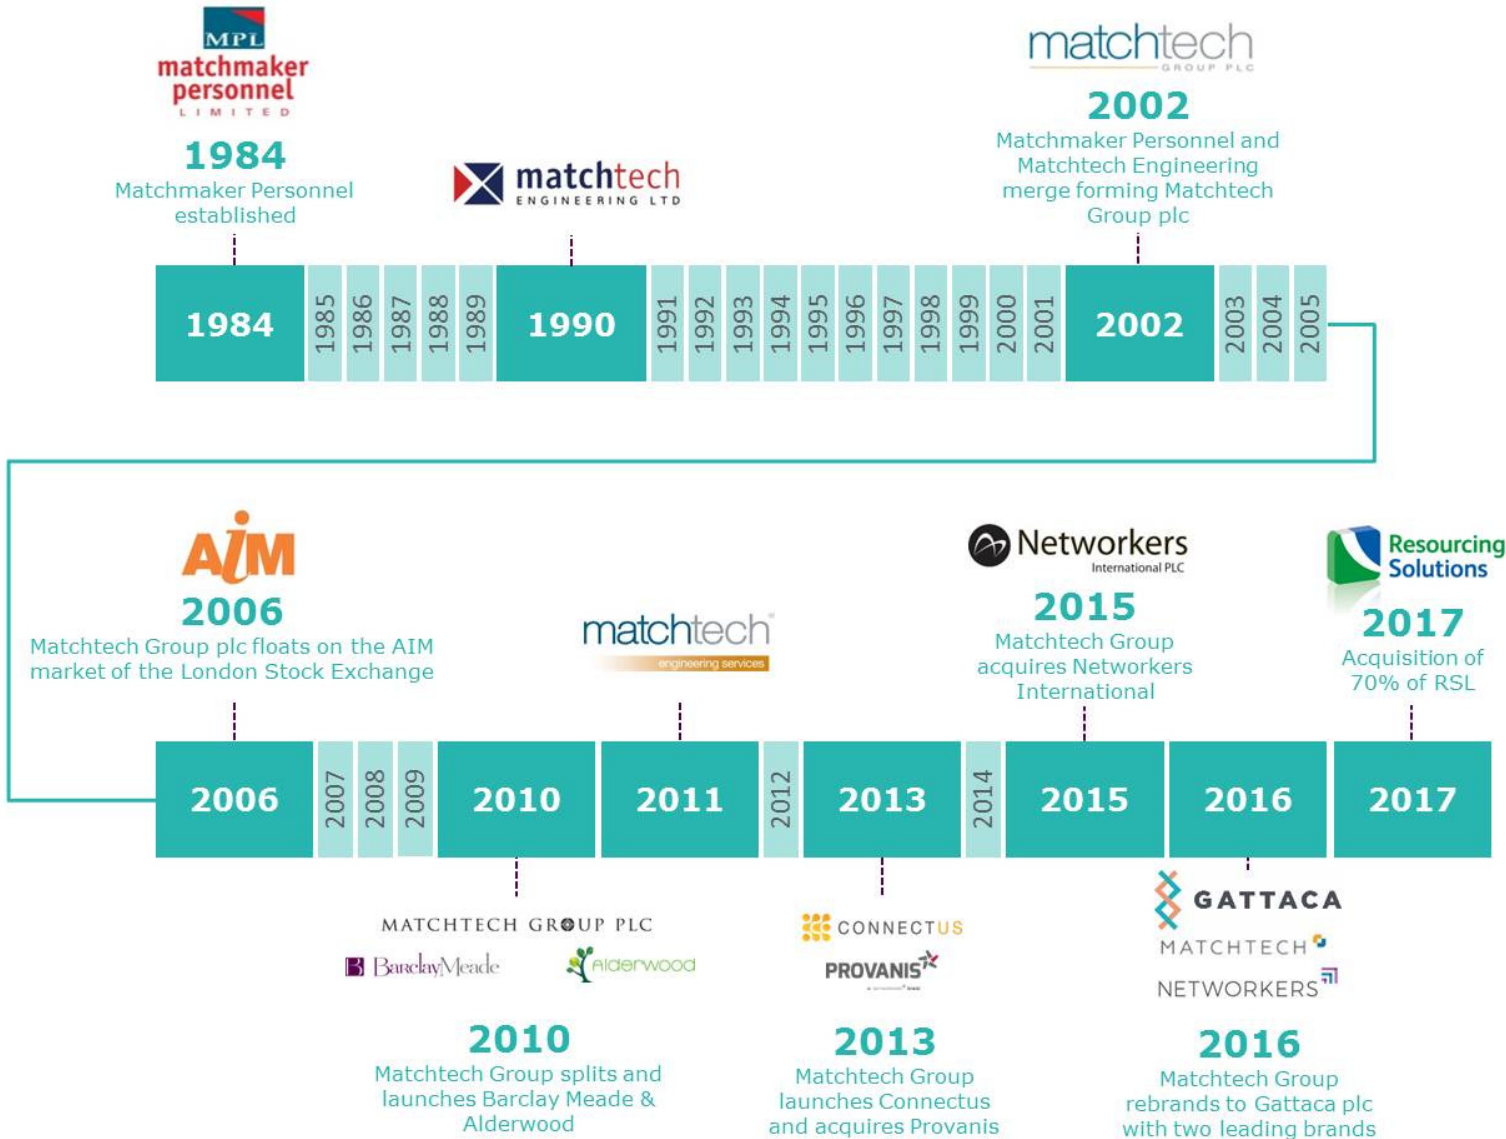 MPL
matchmaker
personnel
LIMITED
1984
Matchmaker Personnel
established
matchtech
ENGINEERING LTD
matchtech
GROUP PLC
2002
Matchmaker Personnel and
Matchtech Engineering
merge forming Matchtech
Group plc
1984
1985
1986
1987
1988
1989
1990
1991
1992
1993
1994
1995
1996
1997
1998
1999
2000
2001
2002
2003
2004
2005
AiM
2006
Matchtech Group plc floats on the AIM
market of the London Stock Exchange
matchtech
engineering services
Networkers
International PLC
2015
Matchtech Group
acquires Networkers
International
Resourcing
Solutions
2017
Acquisition of
70% of RSL
2006
2007
2008
2009
2010
2011
2012
2013
2014
2015
2016
2017
MATCHTECH GROUP PLC
B BarclayMeade
Alderwood
2010
Matchtech Group splits and
launches Barclay Meade &
Alderwood
CONNECTUS
PROVANIS
2013
Matchtech Group
launches Connectus
and acquires Provanis
GATTACA
MATCHTECH
NETWORKERS
2016
Matchtech Group
rebrands to Gattaca plc
with two leading brands